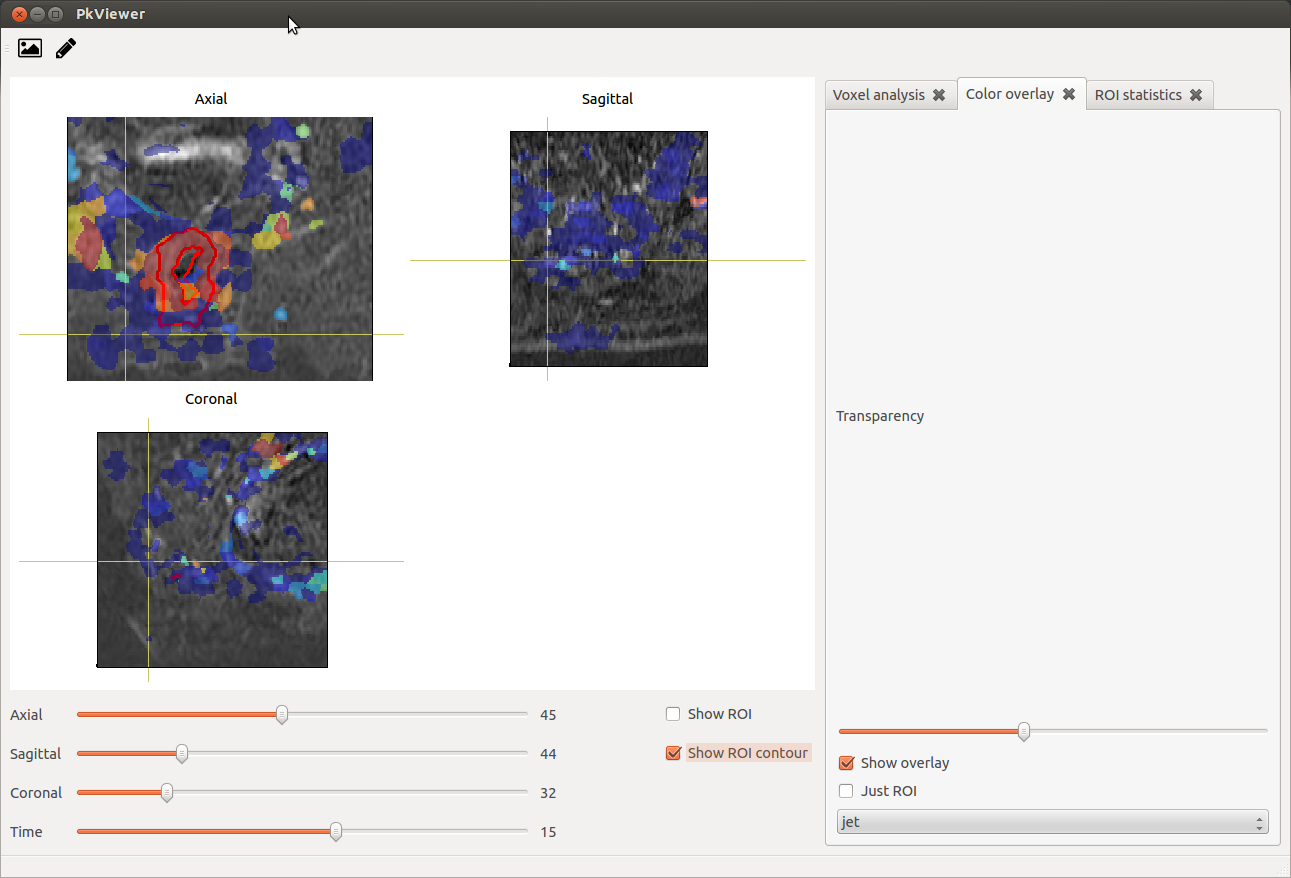 PkViewer
Axial
Sagittal
Coronal
Voxel analysis
Color overlay
ROI statistics
Transparency
Show overlay
Just ROI
jet
Axial 45
Sagittal 44
Coronal 32
Time 15
Show ROI
Show ROI contour